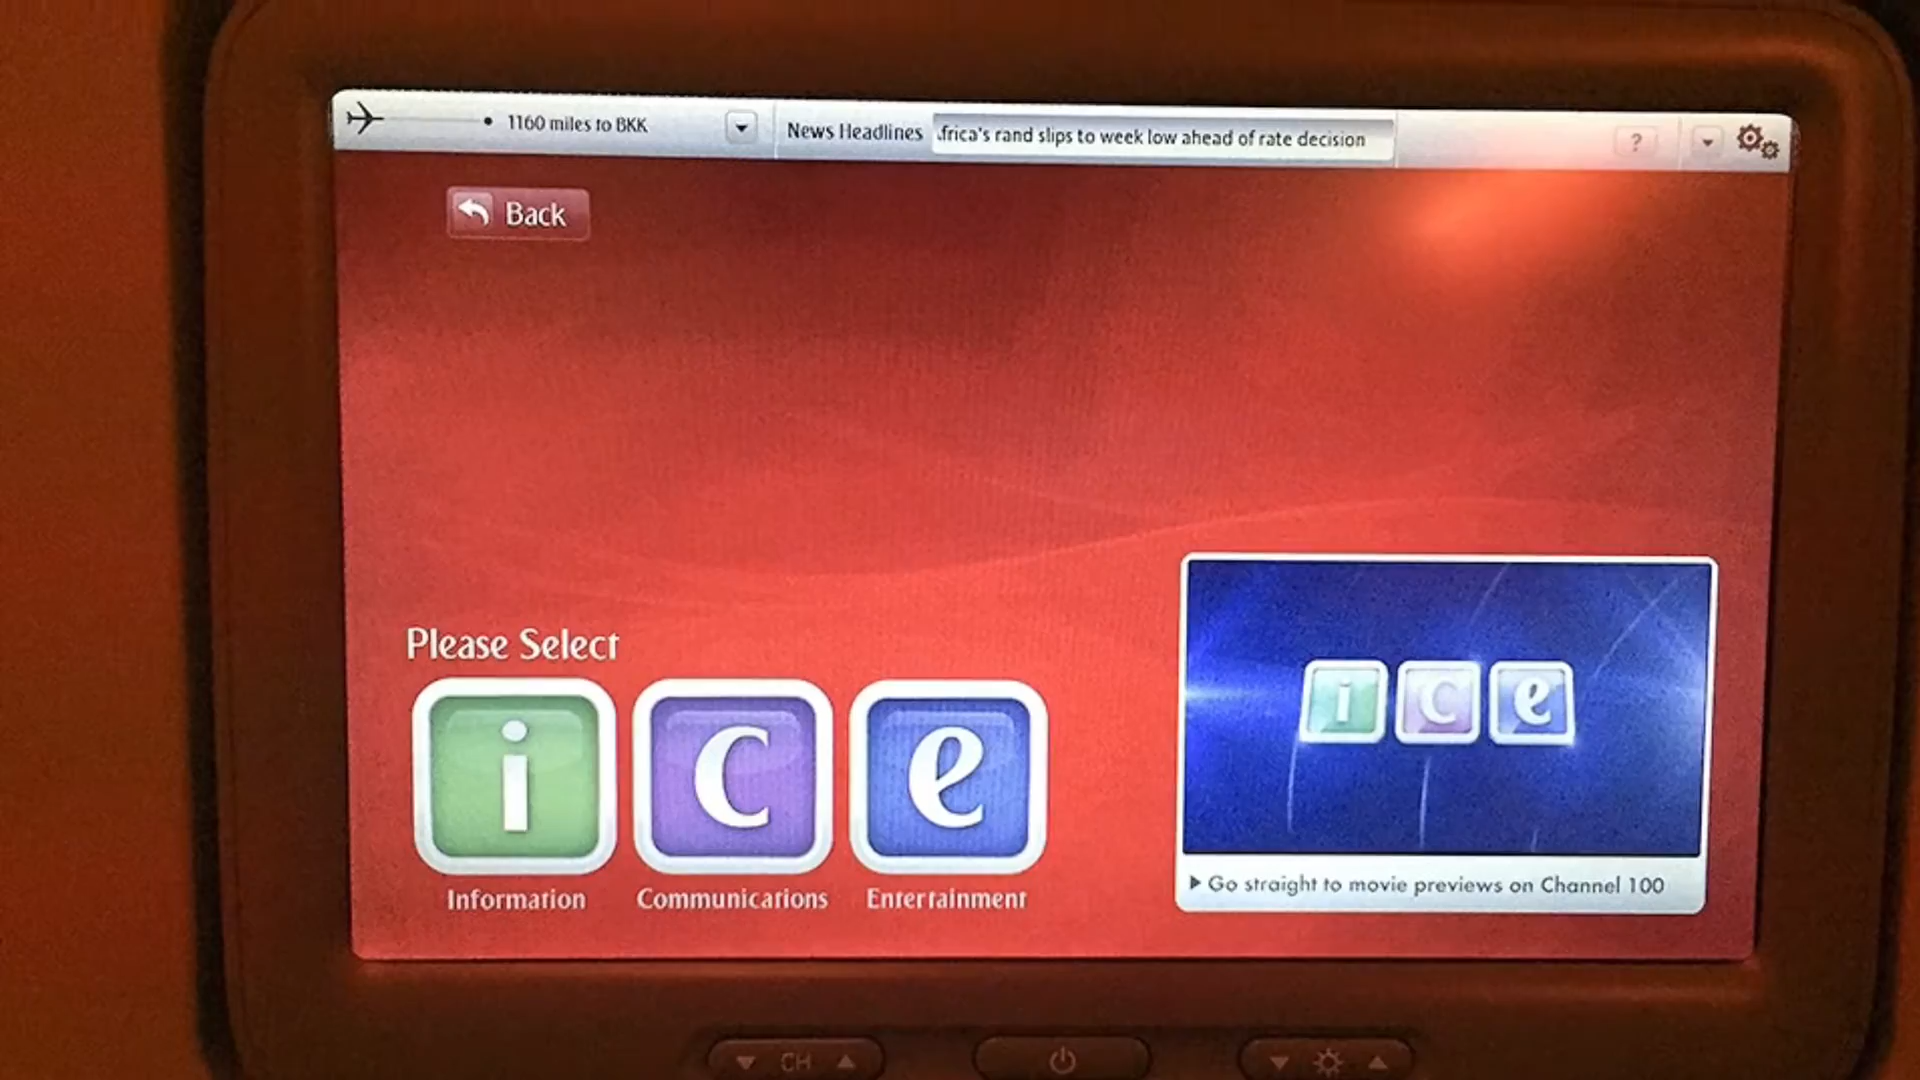 1160 miles to BKK
News Headlines
frica's rand slips to week low ahead of rate decision
?
Back
Please Select
i c e
Information Communications Entertainment
i c e
Go straight to movie previews on Channel 100
CH